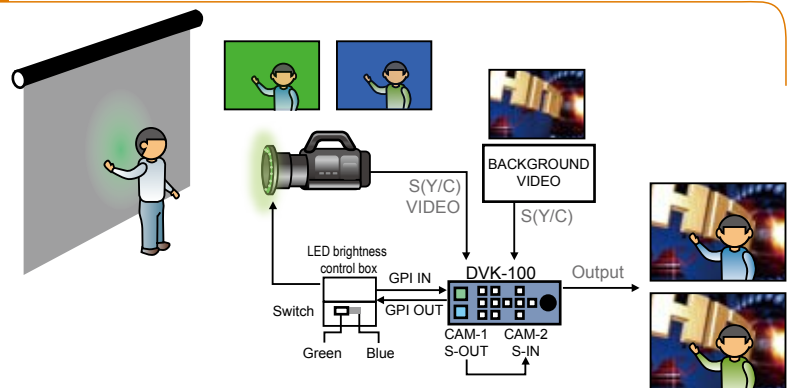 S(Y/C)
VIDEO
BACKGROUND
VIDEO
S(Y/C)
LED brightness
control box
GPI IN
DVK-100
Output
Switch
GPI OUT
Green
Blue
CAM-1
S-OUT
CAM-2
S-IN